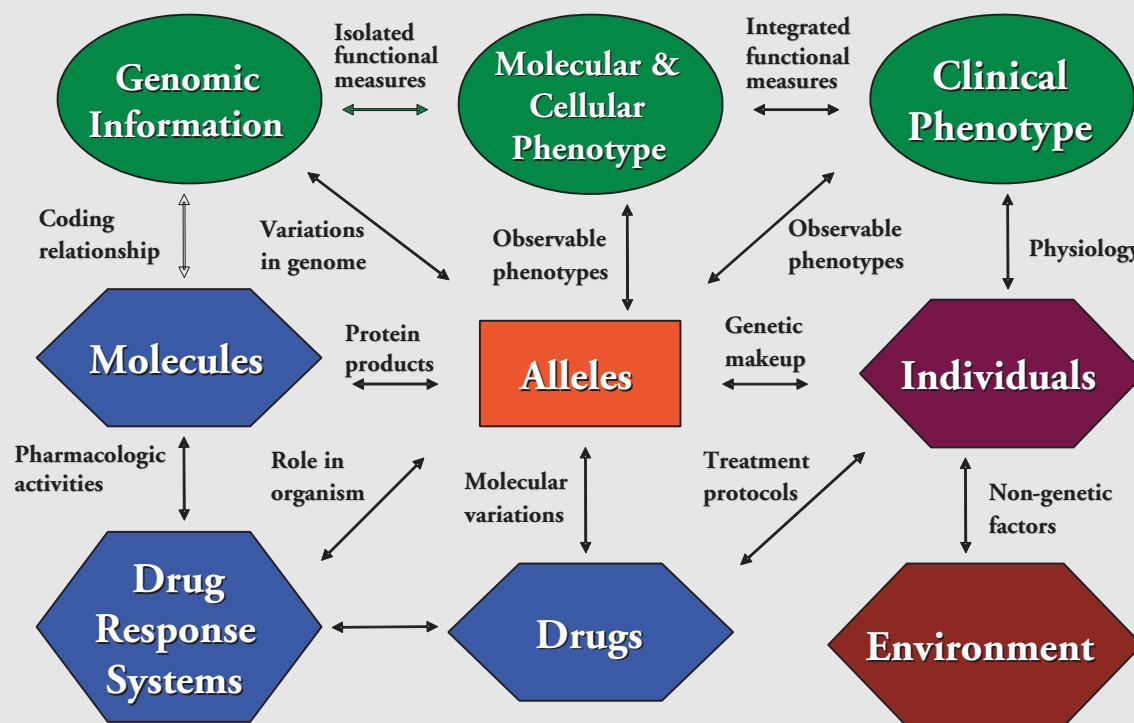 Genomic
Information
Isolated
functional
measures
Molecular &
Cellular
Phenotype
Integrated
functional
measures
Clinical
Phenotype
Coding
relationship
Variations
in genome
Observable
phenotypes
Observable
phenotypes
Physiology
Molecules
Protein
products
Alleles
Genetic
makeup
Individuals
Pharmacologic
activities
Role in
organism
Molecular
variations
Treatment
protocols
Non-genetic
factors
Drug
Response
Systems
Drugs
Environment